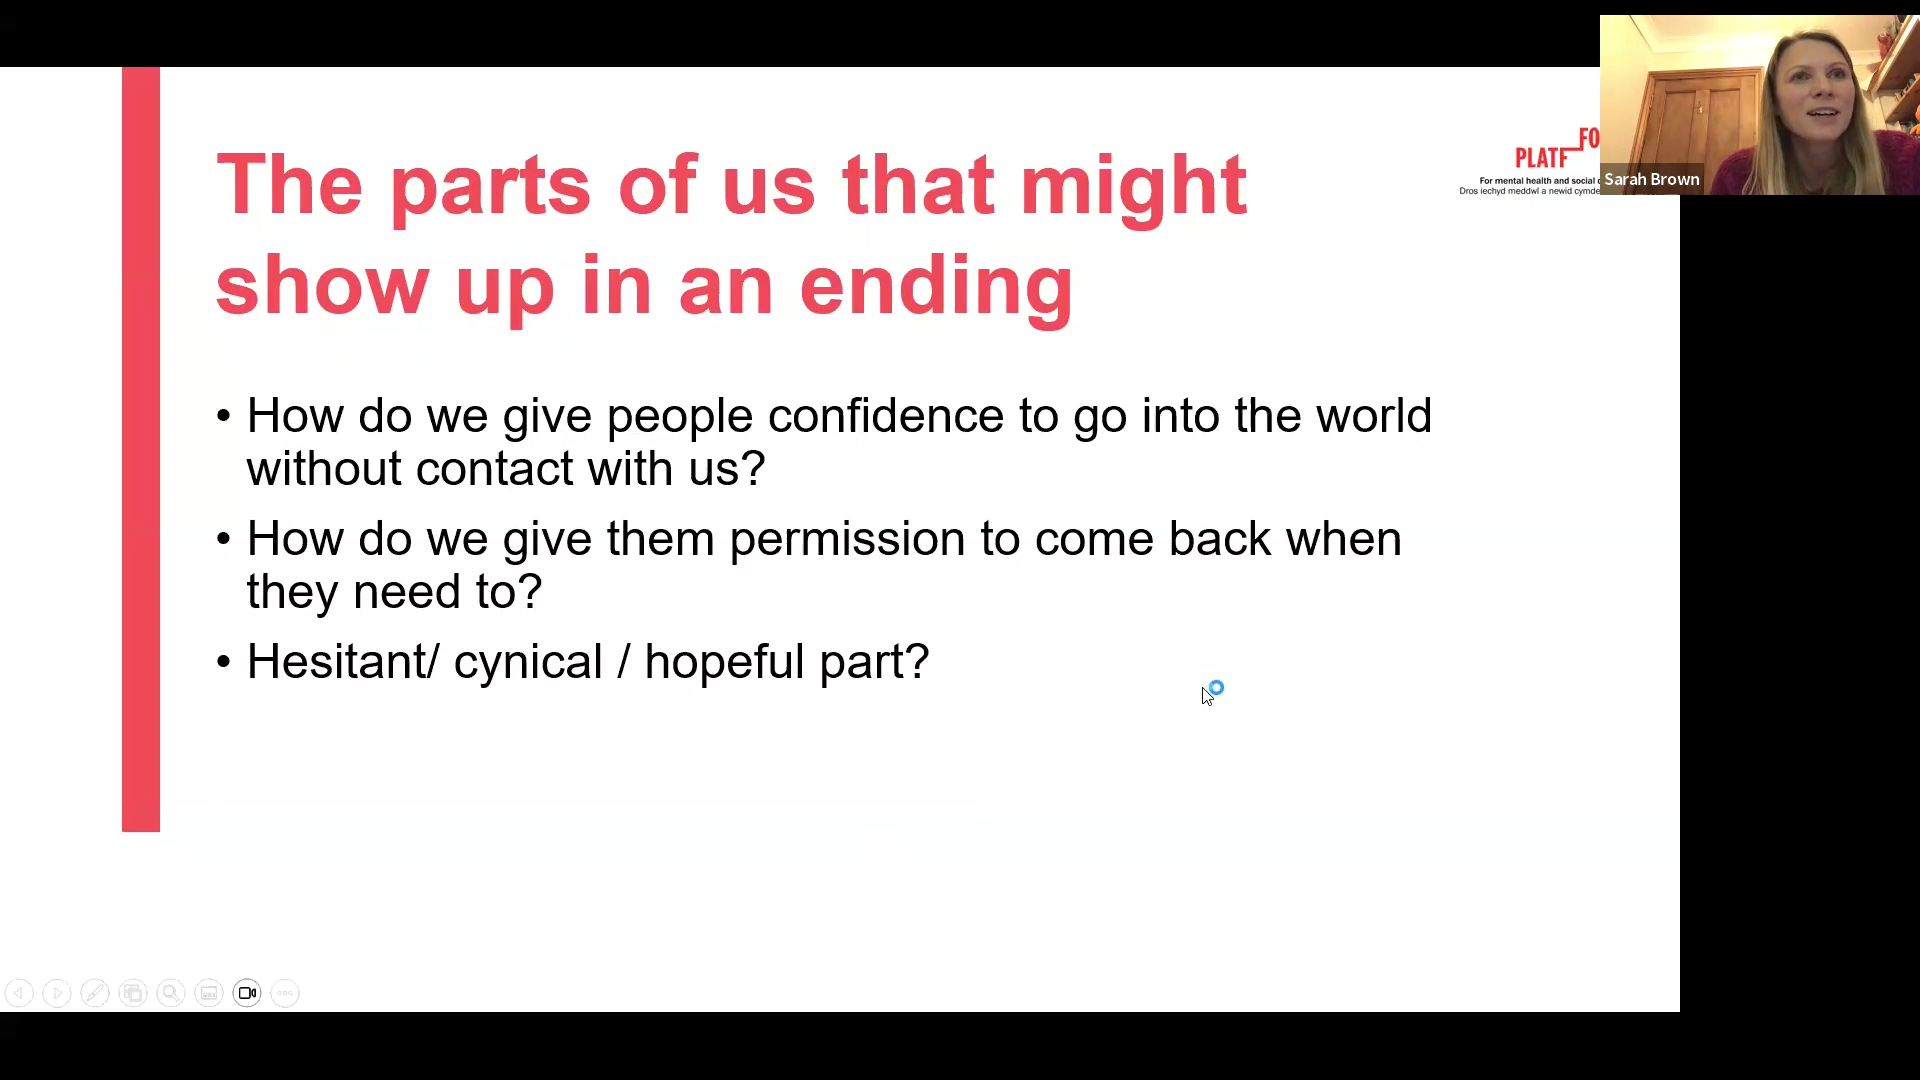 The parts of us that might
show up in an ending
PLATF
FO
For mental health and social
Dros iechyd meddwl a newid
Sarah Brown
• How do we give people confidence to go into the world
without contact with us?
• How do we give them permission to come back when
they need to?
• Hesitant/ cynical / hopeful part?